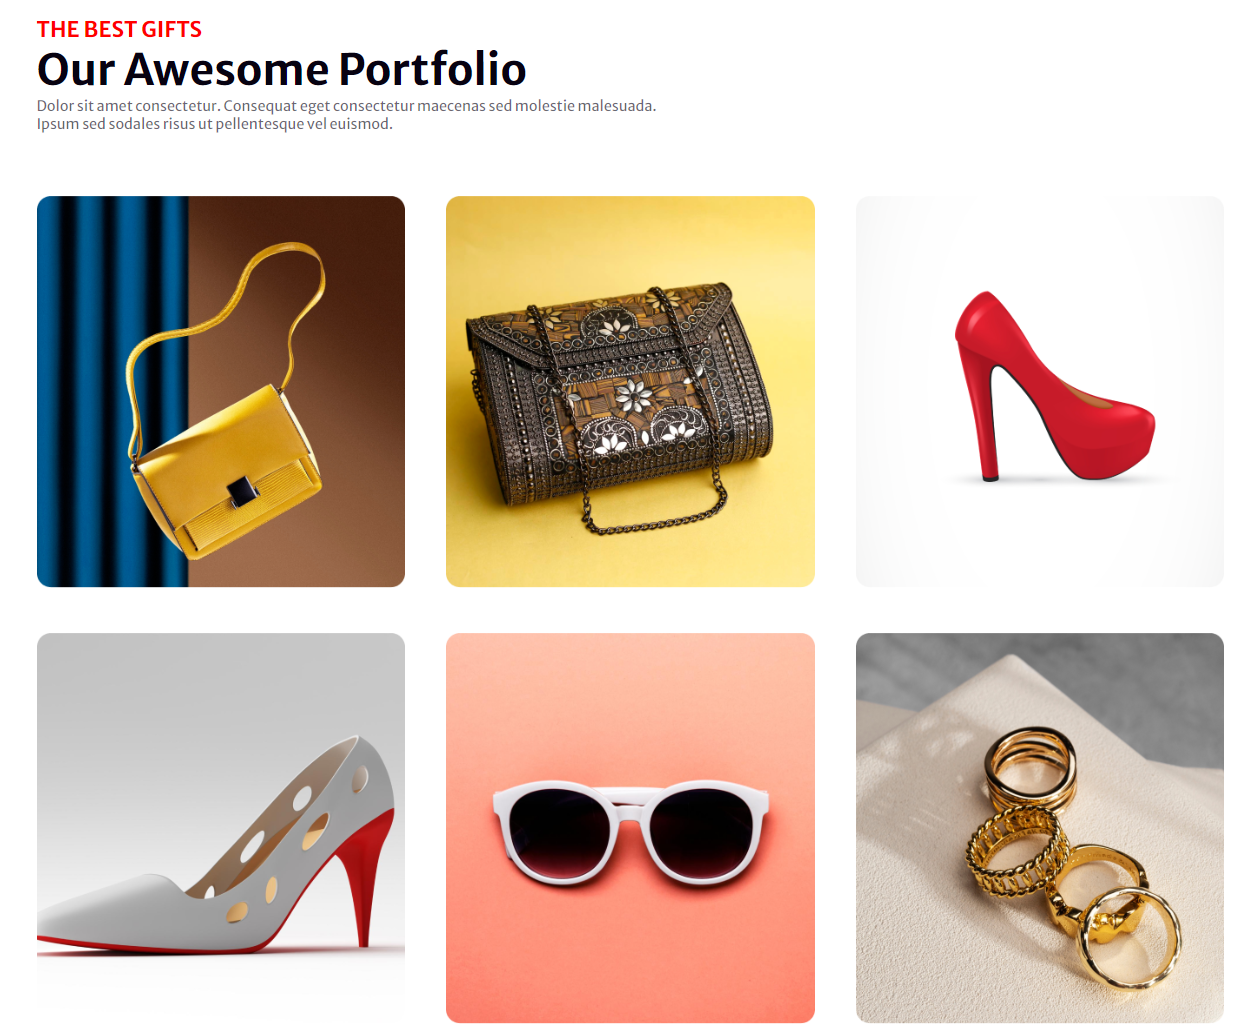 THE BEST GIFTS
Our Awesome Portfolio
Dolor sit amet consectetur. Consequat eget consectetur maecenas sed molestie malesuada.
Ipsum sed sodales risus ut pellentesque vel euismod.